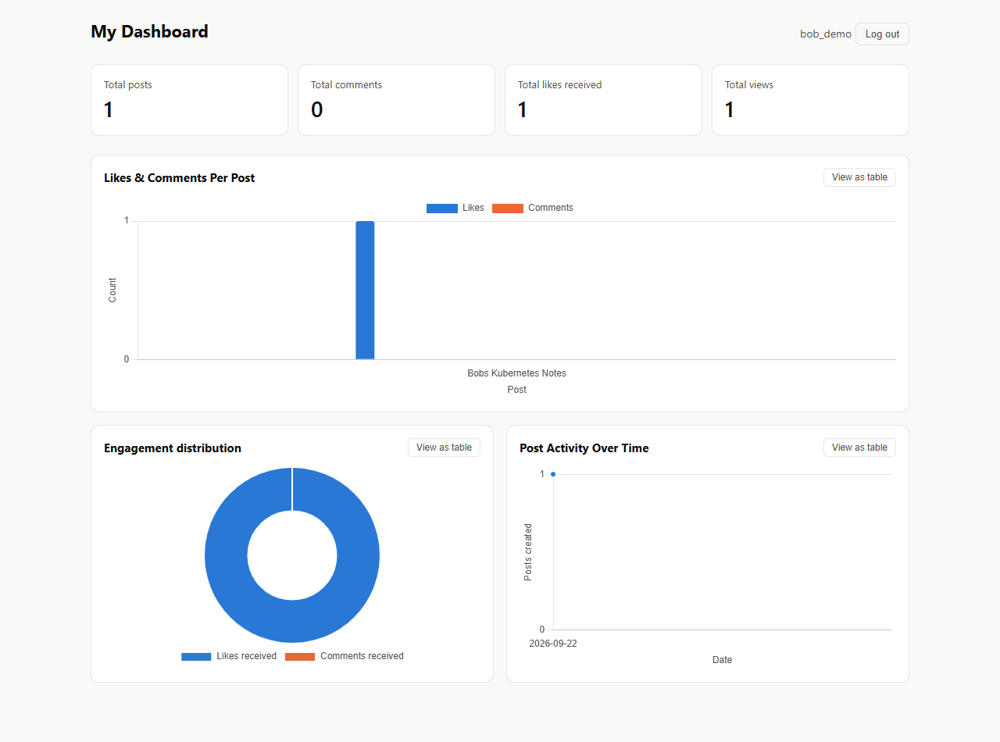 My Dashboard
bob_demo
Log out
Total posts
1
Total comments
0
Total likes received
1
Total views
1
Likes & Comments Per Post
View as table
Likes
Comments
1
Count
0
Bobs Kubernetes Notes
Post
Engagement distribution
View as table
Likes received
Comments received
Post Activity Over Time
View as table
1
Posts created
0
2026-09-22
Date